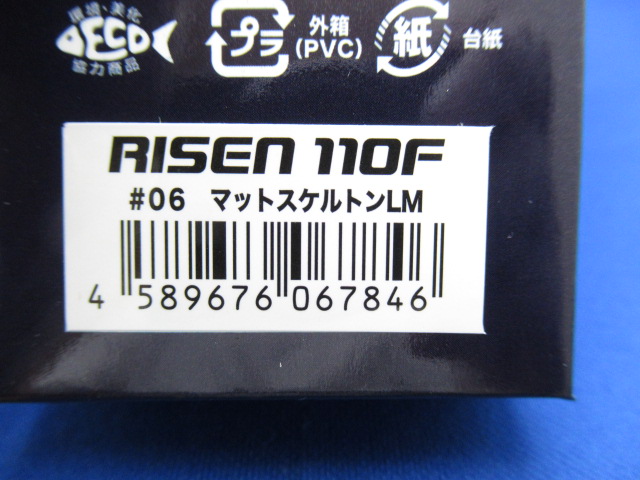 環境・美化
ECO
協力商品
プラ
外箱
(PVC)
紙
台紙
RISEN 110F
#06 マットスケルトンLM
4 589676 067846